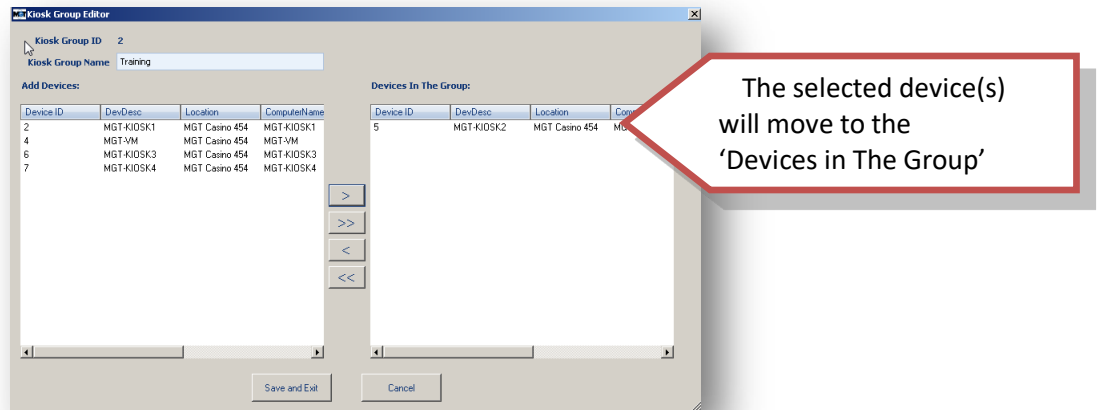 MGT Kiosk Group Editor
Kiosk Group ID 2
Kiosk Group Name Training
Add Devices:
Device ID DevDesc Location ComputerName
2 MGT-KIOSK1 MGT Casino 454 MGT-KIOSK1
4 MGT-VM MGT Casino 454 MGT-VM
6 MGT-KIOSK3 MGT Casino 454 MGT-KIOSK3
7 MGT-KIOSK4 MGT Casino 454 MGT-KIOSK4
>
>>
<
<<
Devices In The Group:
Device ID DevDesc Location
5 MGT-KIOSK2 MGT Casino 454
Save and Exit Cancel
The selected device(s)
will move to the
‘Devices in The Group’